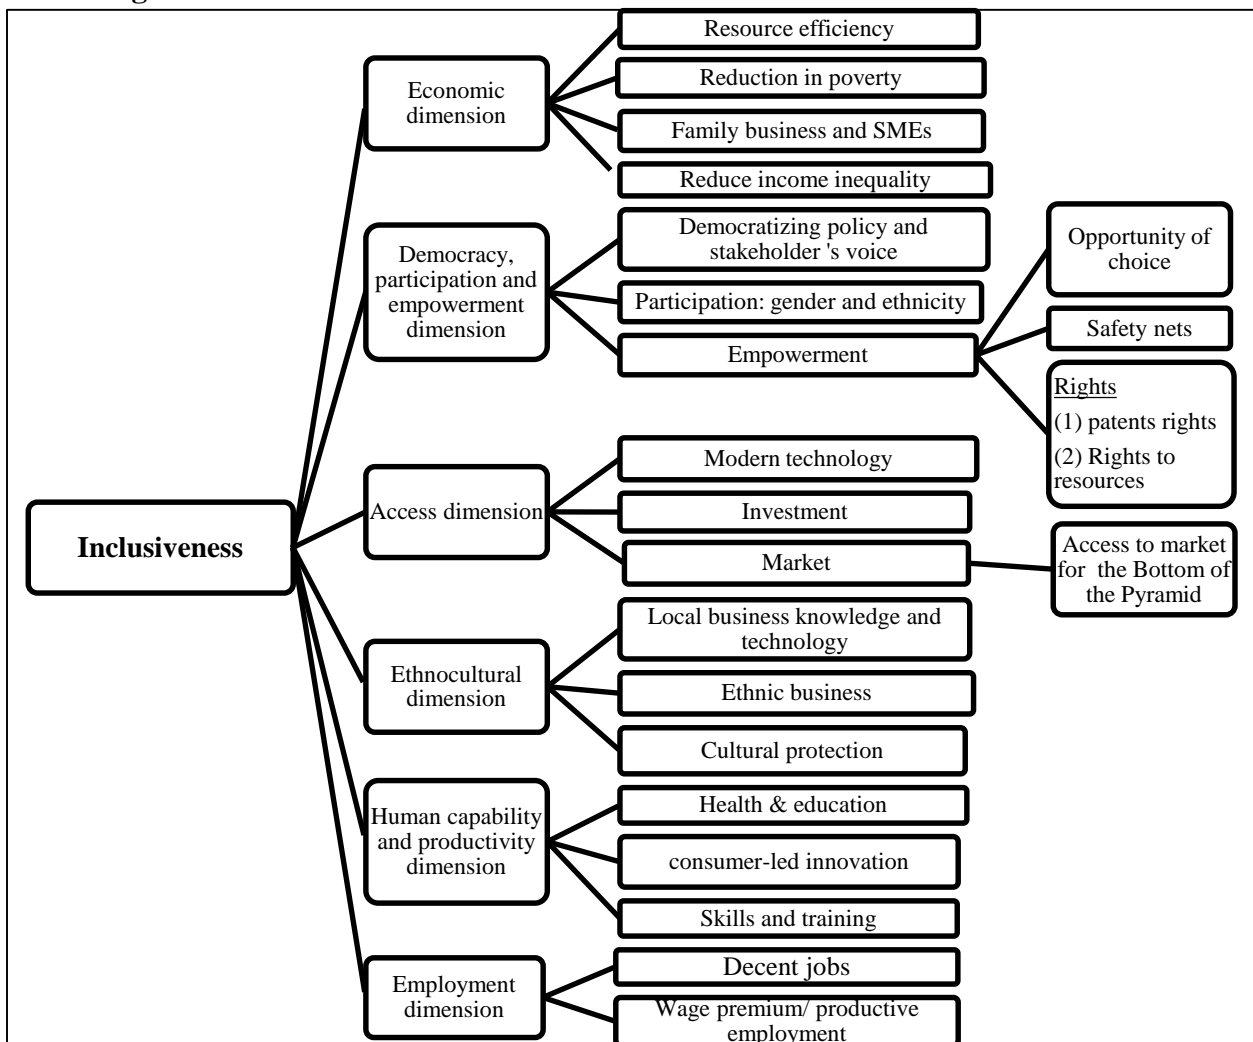 Resource efficiency
Economic
dimension
Reduction in poverty
Family business and SMEs
Reduce income inequality
Democracy,
participation and
empowerment
dimension
Democratizing policy and
stakeholder 's voice
Participation: gender and ethnicity
Empowerment
Opportunity of
choice
Safety nets
Rights
(1) patents rights
(2) Rights to
resources
Inclusiveness
Access dimension
Modern technology
Investment
Market
Access to market
for the Bottom of
the Pyramid
Ethnocultural
dimension
Local business knowledge and
technology
Ethnic business
Cultural protection
Human capability
and productivity
dimension
Health & education
consumer-led innovation
Skills and training
Employment
dimension
Decent jobs
Wage premium/ productive
employment